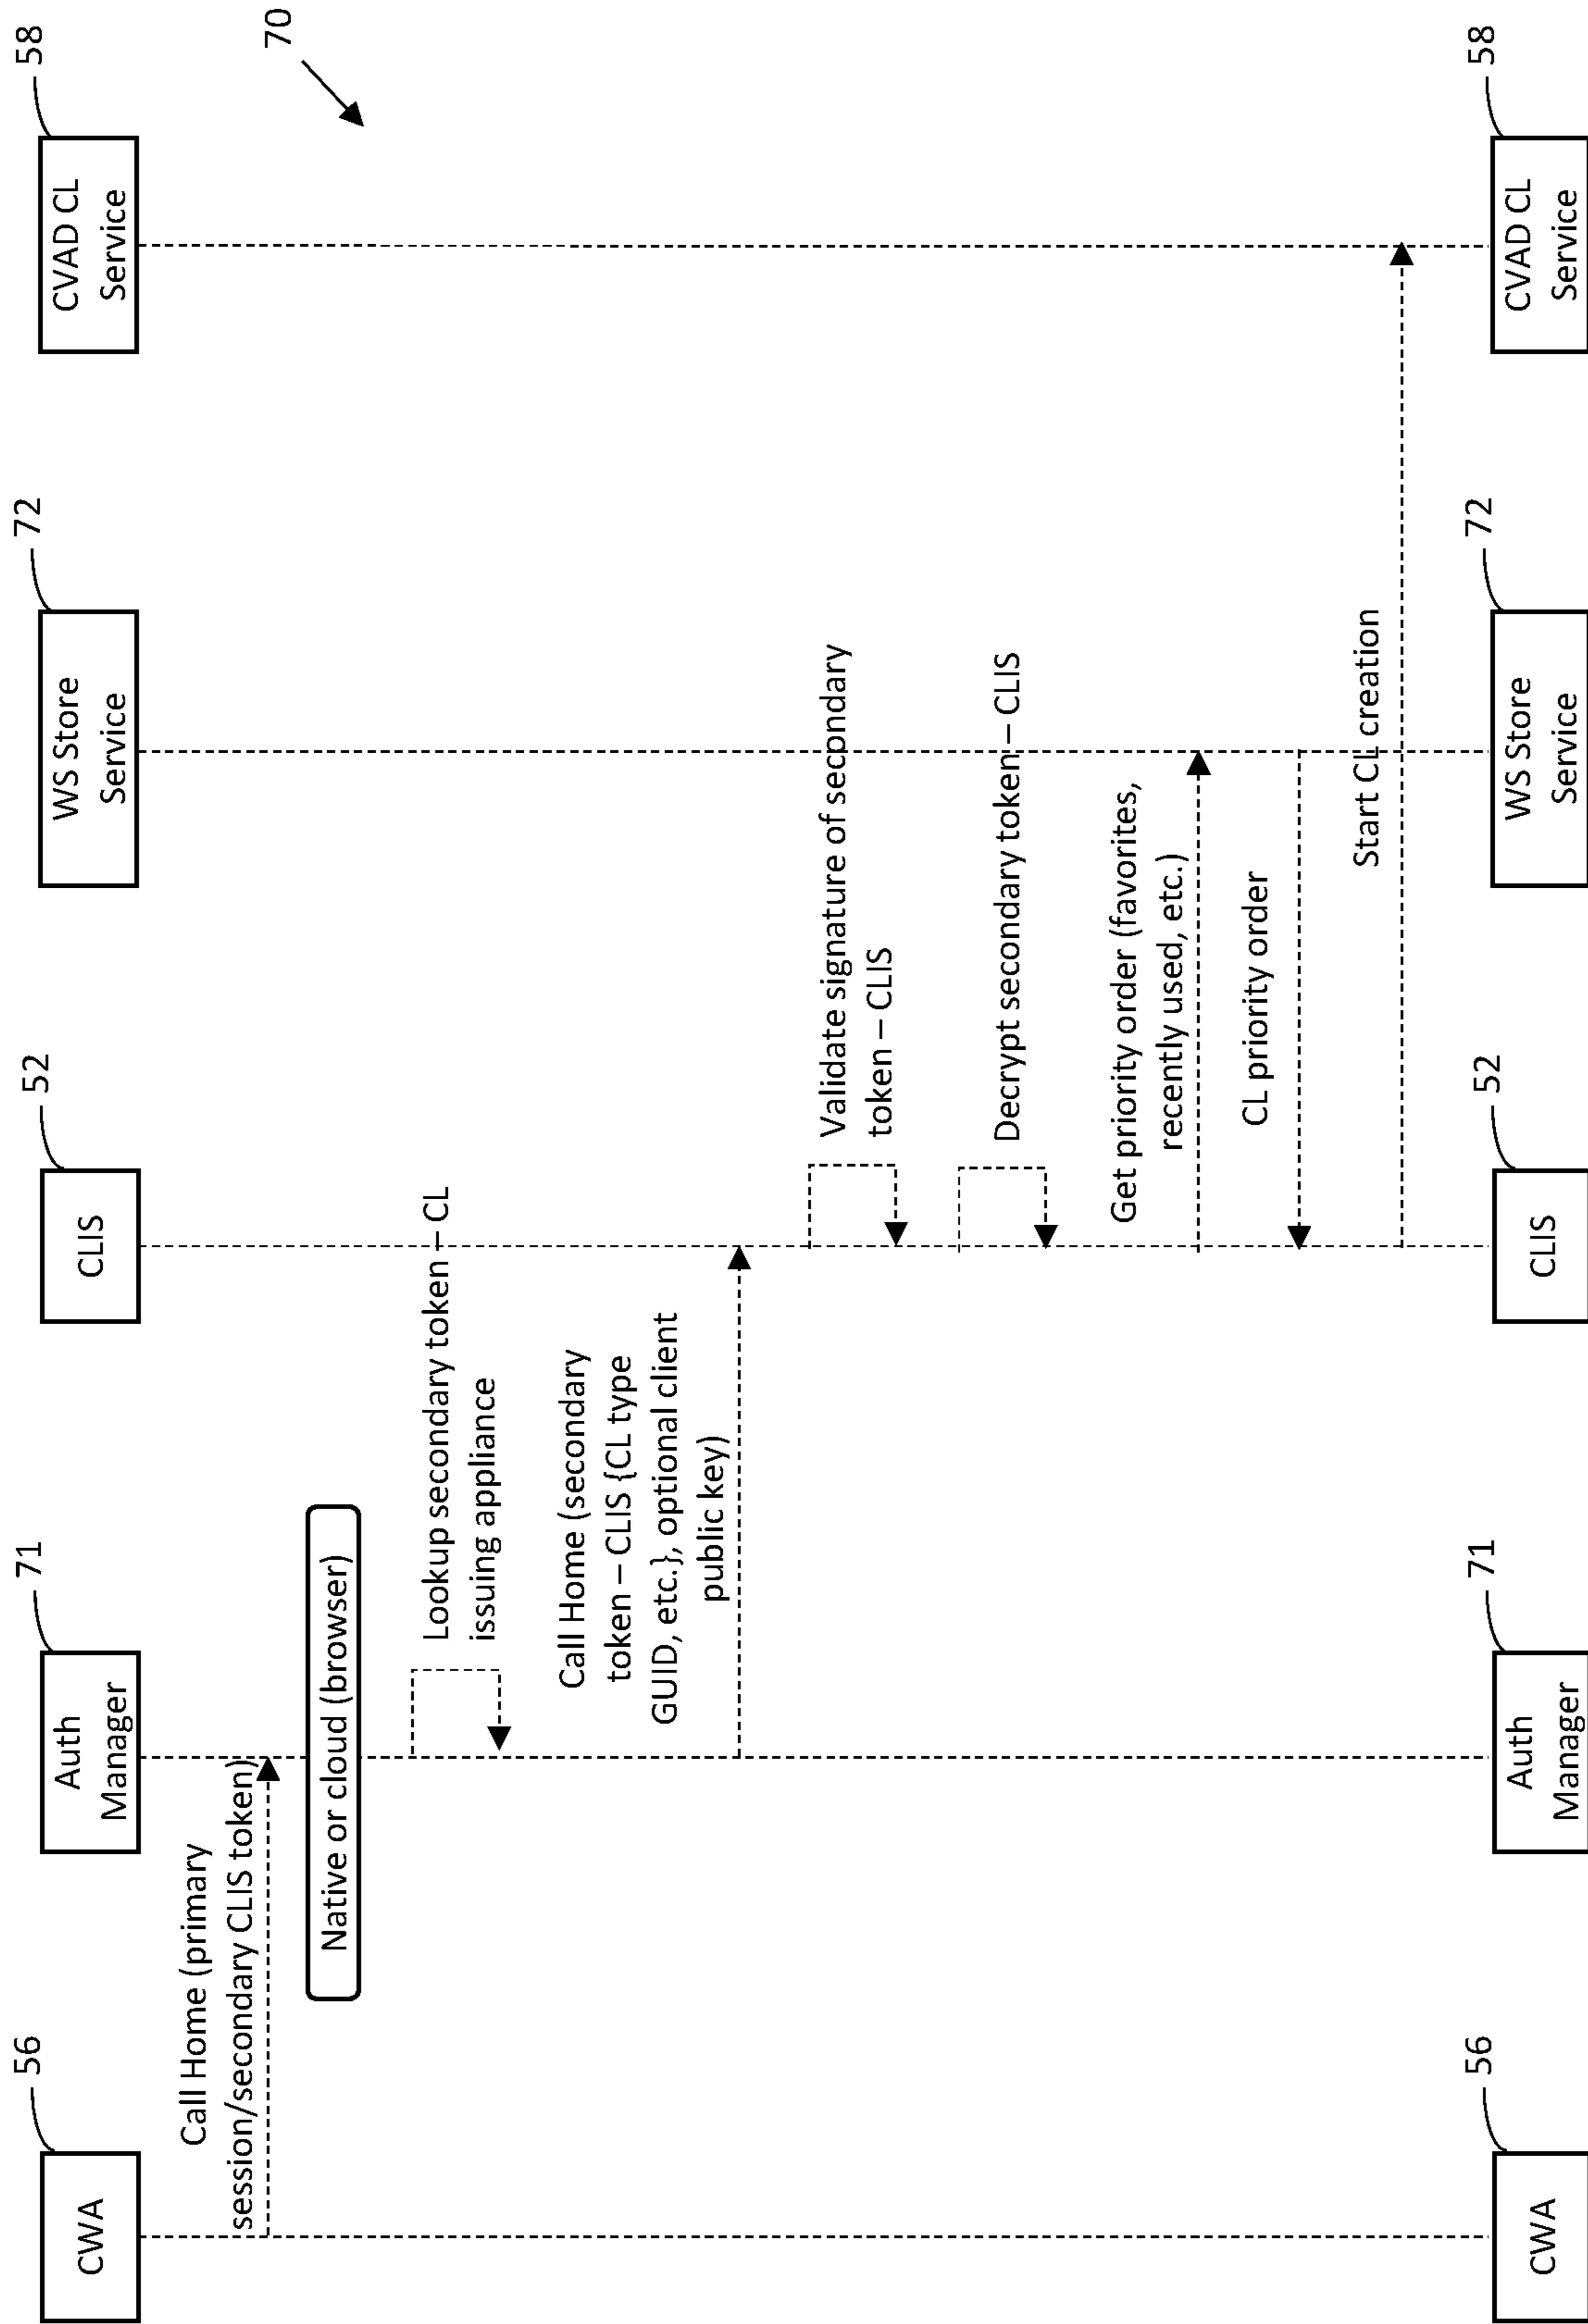 56
71
52
72
58
CWA
Auth
Manager
CLIS
WS Store
Service
CVAD CL
Service
70
Call Home (primary
session/secondary CLIS token)
Native or cloud (browser)
Lookup secondary token – CL
issuing appliance
Call Home (secondary
token – CLIS {CL type
GUID, etc.}, optional client
public key)
Validate signature of secondary
token – CLIS
Decrypt secondary token – CLIS
Get priority order (favorites,
recently used, etc.)
CL priority order
Start CL creation
56
71
52
72
58
CWA
Auth
Manager
CLIS
WS Store
Service
CVAD CL
Service